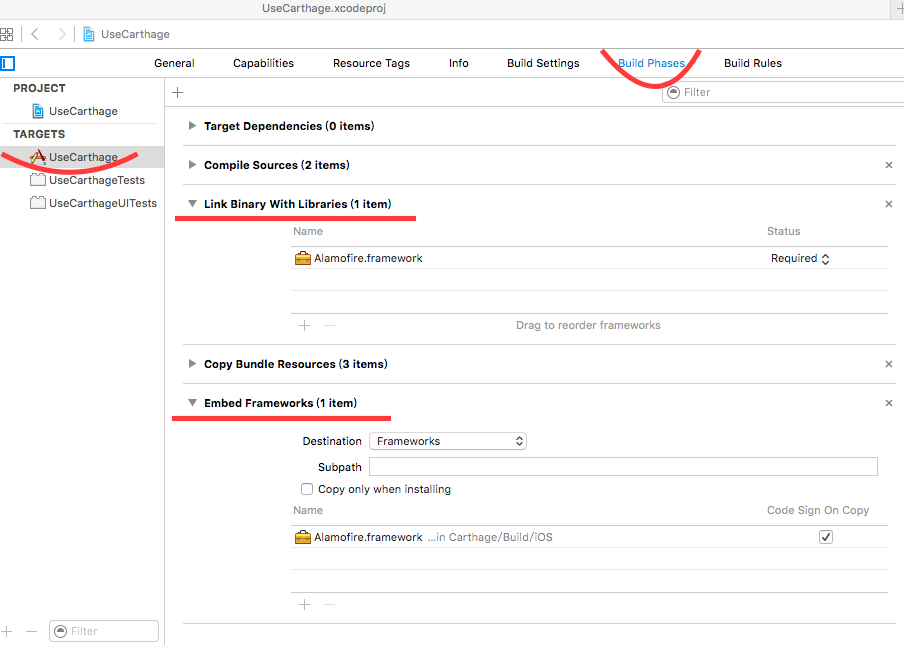 UseCarthage.xcodeproj
UseCarthage
General Capabilities Resource Tags Info Build Settings Build Phases Build Rules
PROJECT
Filter
UseCarthage
Target Dependencies (0 items)
TARGETS
UseCarthage
Compile Sources (2 items)
UseCarthageTests
UseCarthageUITests
Link Binary With Libraries (1 item)
Name Status
Alamofire.framework Required
Drag to reorder frameworks
Copy Bundle Resources (3 items)
Embed Frameworks (1 item)
Destination Frameworks
Subpath
Copy only when installing
Name Code Sign On Copy
Alamofire.framework ...in Carthage/Build/iOS
Filter